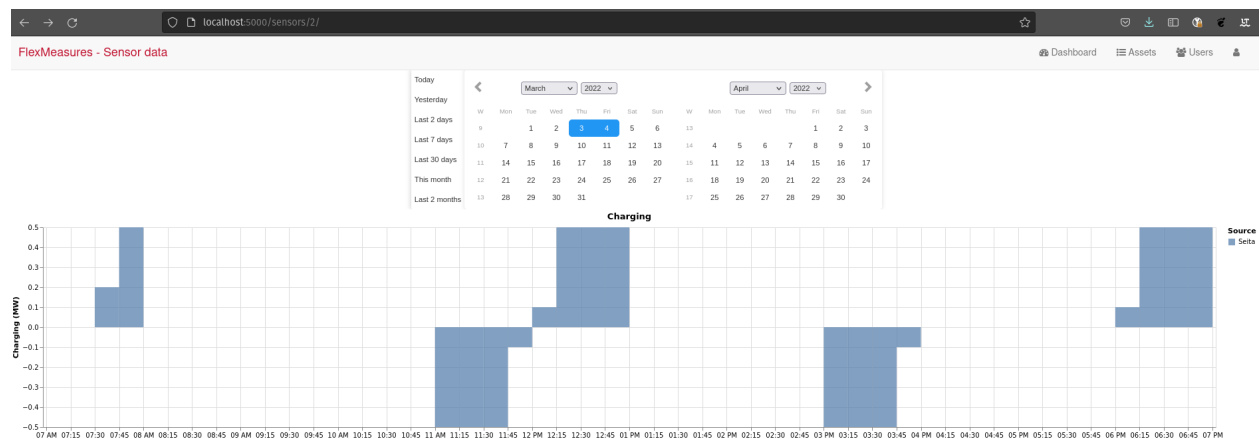 localhost:5000/sensors/2/
FlexMeasures - Sensor data
Dashboard Assets Users
Today
Yesterday
Last 2 days
Last 7 days
Last 30 days
This month
Last 2 months
March 2022
W Mon Tue Wed Thu Fri Sat Sun
9 1 2 3 4 5 6
10 7 8 9 10 11 12 13
11 14 15 16 17 18 19 20
12 21 22 23 24 25 26 27
13 28 29 30 31
April 2022
W Mon Tue Wed Thu Fri Sat Sun
13 1 2 3
14 4 5 6 7 8 9 10
15 11 12 13 14 15 16 17
16 18 19 20 21 22 23 24
17 25 26 27 28 29 30
Charging
Source
Seita
Charging (MW)
0.5
0.4
0.3
0.2
0.1
0.0
−0.1
−0.2
−0.3
−0.4
−0.5
07 AM 07:15 07:30 07:45 08 AM 08:15 08:30 08:45 09 AM 09:15 09:30 09:45 10 AM 10:15 10:30 10:45 11 AM 11:15 11:30 11:45 12 PM 12:15 12:30 12:45 01 PM 01:15 01:30 01:45 02 PM 02:15 02:30 02:45 03 PM 03:15 03:30 03:45 04 PM 04:15 04:30 04:45 05 PM 05:15 05:30 05:45 06 PM 06:15 06:30 06:45 07 PM